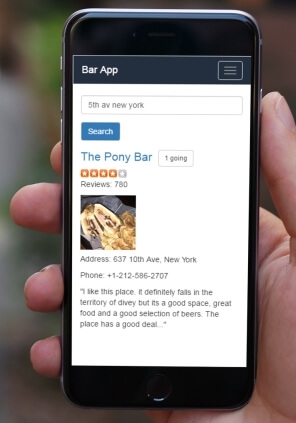 Bar App
5th av new york
Search
The Pony Bar 1 going
Reviews: 780
Address: 637 10th Ave, New York
Phone: +1-212-586-2707
"I like this place. It definitely falls in the
territory of divey but its a good space, great
food and a good selection of beers. The
place has a good deal..."